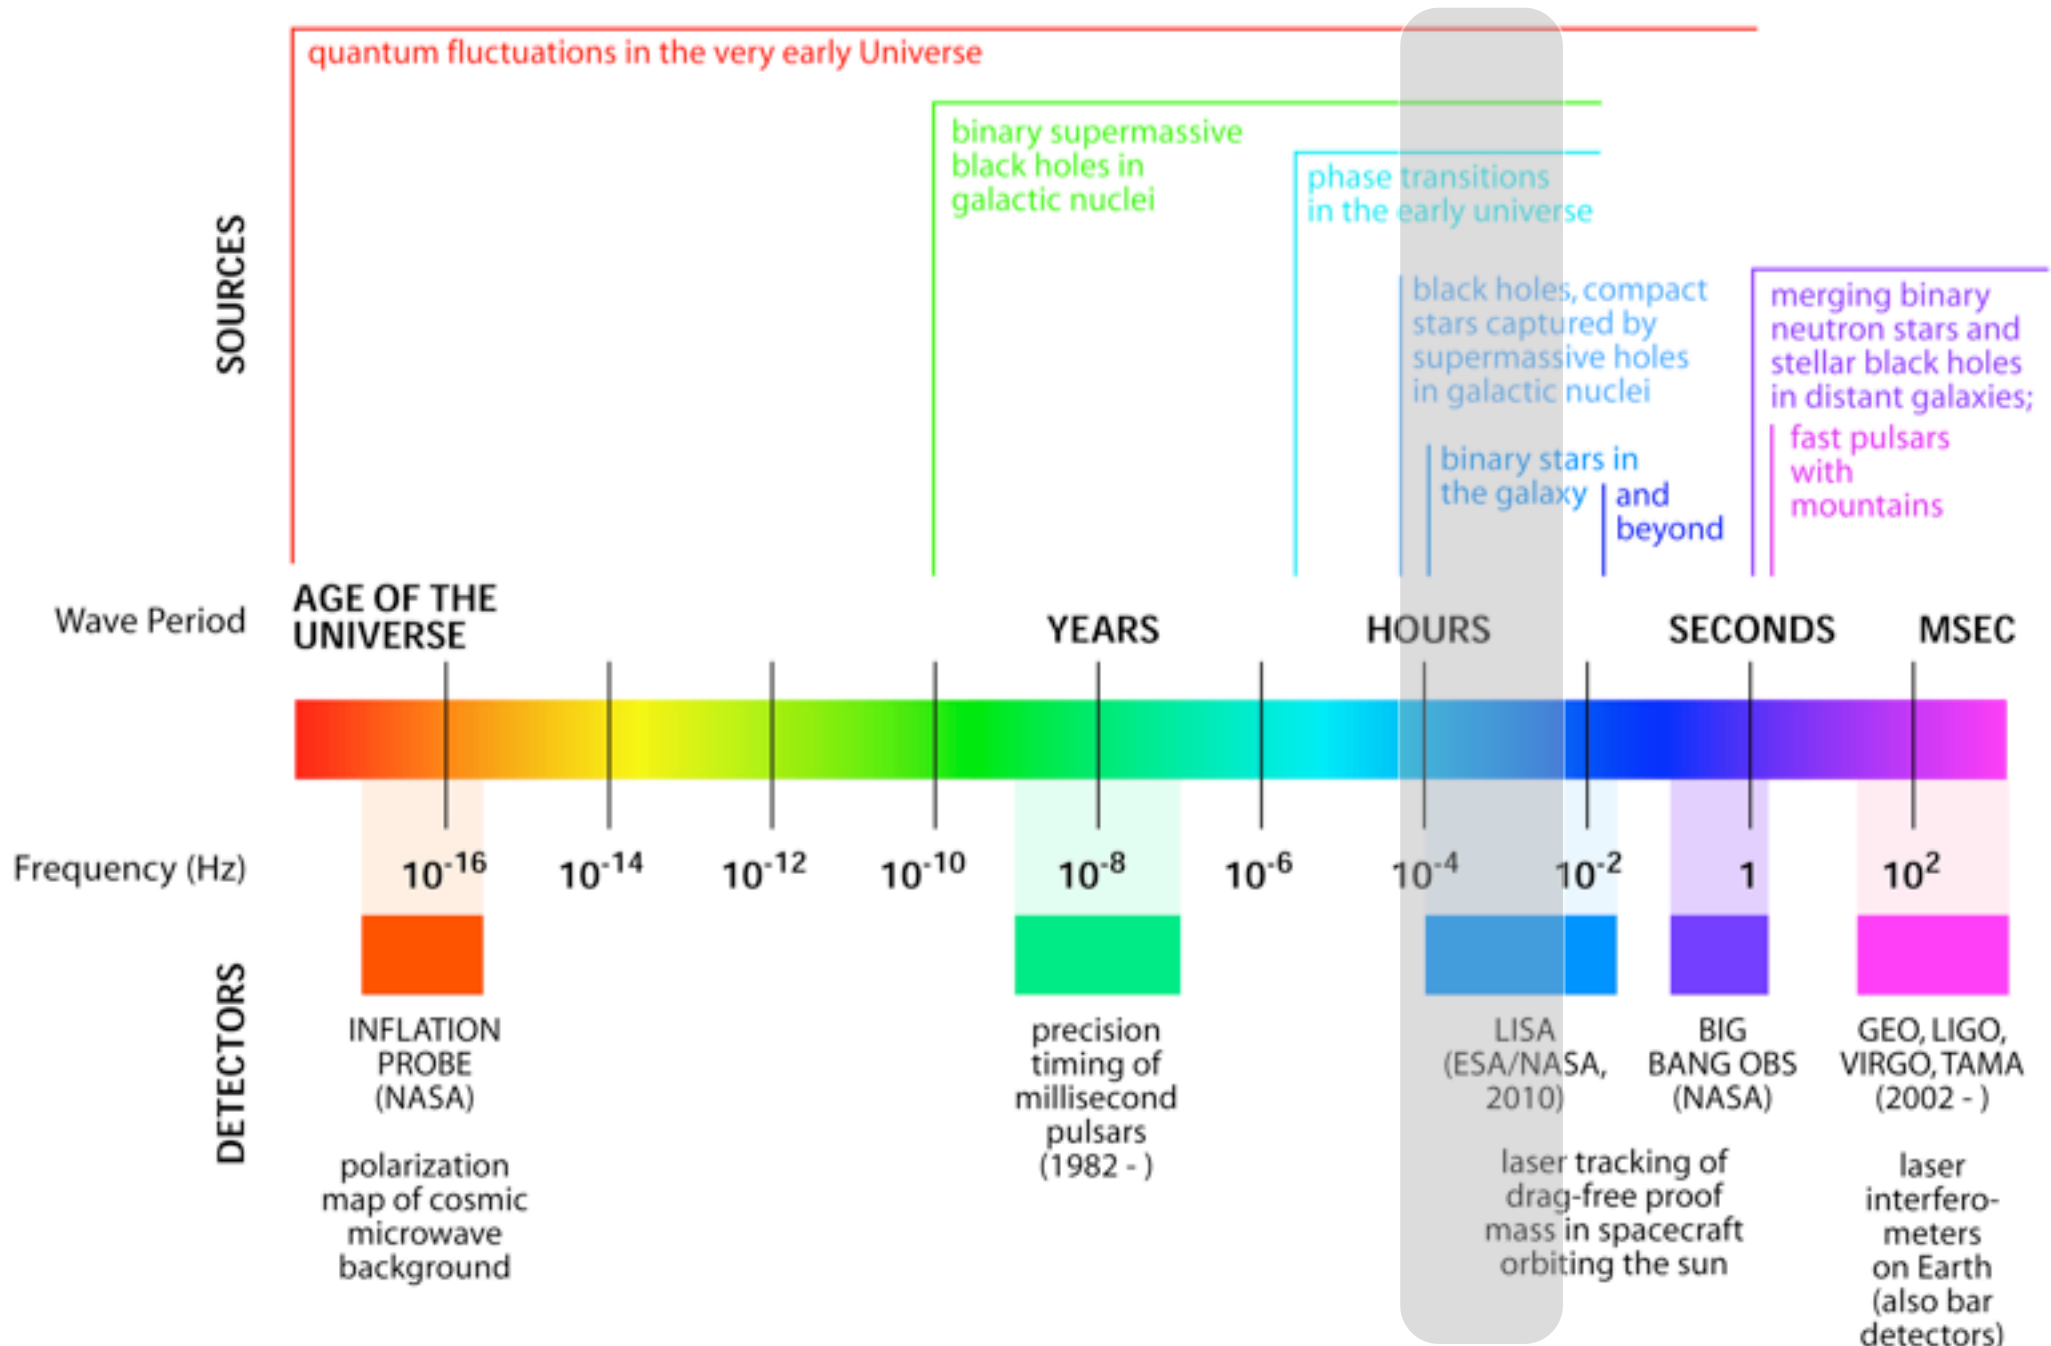 quantum fluctuations in the very early Universe
binary supermassive
black holes in
galactic nuclei
phase transitions
in the early universe
black holes, compact
stars captured by
supermassive holes
in galactic nuclei
binary stars in
the galaxy
and
beyond
merging binary
neutron stars and
stellar black holes
in distant galaxies;
fast pulsars
with
mountains
SOURCES
Wave Period
AGE OF THE
UNIVERSE
YEARS
HOURS
SECONDS
MSEC
Frequency (Hz)
10-16
10-14
10-12
10-10
10-8
10-6
10-4
10-2
1
102
DETECTORS
INFLATION
PROBE
(NASA)
polarization
map of cosmic
microwave
background
precision
timing of
millisecond
pulsars
(1982 - )
LISA
(ESA/NASA,
2010)
BIG
BANG OBS
(NASA)
laser tracking of
drag-free proof
mass in spacecraft
orbiting the sun
GEO, LIGO,
VIRGO, TAMA
(2002 - )
laser
interfero-
meters
on Earth
(also bar
detectors)